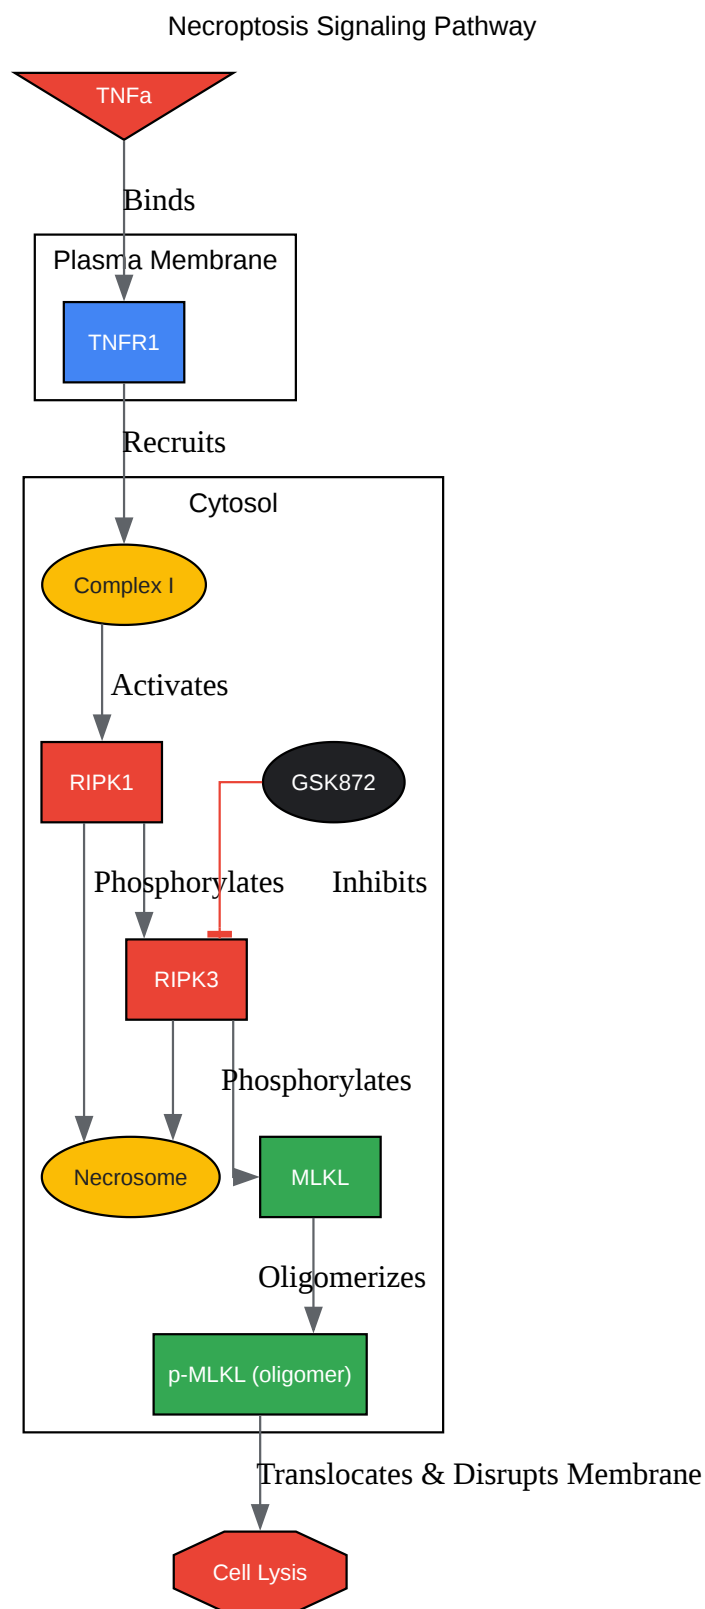 Necroptosis Signaling Pathway
TNFa
Binds
Plasma Membrane
TNFR1
Recruits
Cytosol
Complex I
Activates
RIPK1
GSK872
Phosphorylates
Inhibits
RIPK3
Phosphorylates
Necrosome
MLKL
Oligomerizes
p-MLKL (oligomer)
Translocates & Disrupts Membrane
Cell Lysis